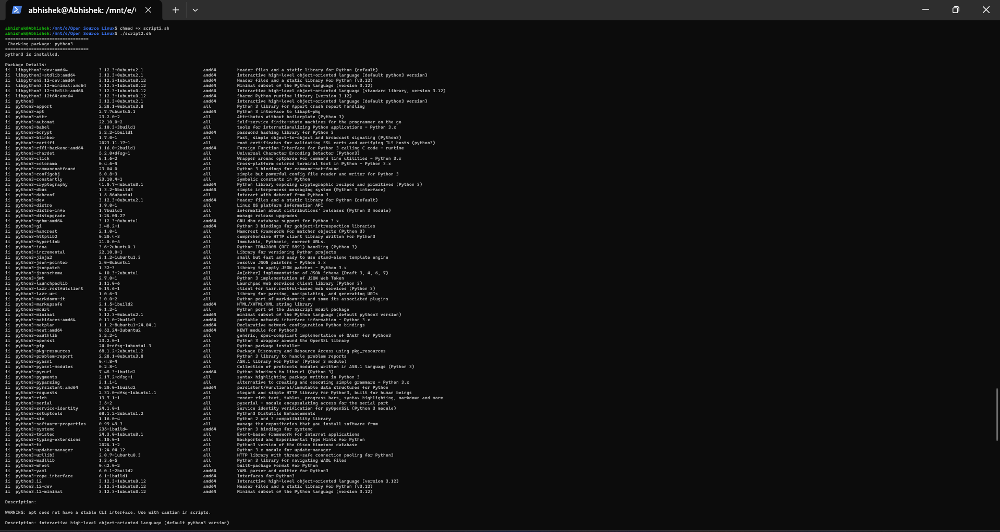 abhishek@Abhishek: /mnt/e/
abhishek@Abhishek:/mnt/e/Open Source Linux$ chmod +x script2.sh
abhishek@Abhishek:/mnt/e/Open Source Linux$ ./script2.sh
================================
 Checking package: python3
================================
python3 is installed.
Package Details:
ii  libpython3-dev:amd64 3.12.3-0ubuntu2.1 amd64 header files and a static library for Python (default)
ii  libpython3-stdlib:amd64 3.12.3-0ubuntu2.1 amd64 interactive high-level object-oriented language (default python3 version)
ii  libpython3.12-dev:amd64 3.12.3-1ubuntu0.12 amd64 Header files and a static library for Python (v3.12)
ii  libpython3.12-minimal:amd64 3.12.3-1ubuntu0.12 amd64 Minimal subset of the Python language (version 3.12)
ii  libpython3.12-stdlib:amd64 3.12.3-1ubuntu0.12 amd64 Interactive high-level object-oriented language (standard library, version 3.12)
ii  libpython3.12t64:amd64 3.12.3-1ubuntu0.12 amd64 Shared Python runtime library (version 3.12)
ii  python3 3.12.3-0ubuntu2.1 amd64 interactive high-level object-oriented language (default python3 version)
ii  python3-apport 2.28.1-0ubuntu3.8 all Python 3 library for Apport crash report handling
ii  python3-apt 2.7.7ubuntu5.1 amd64 Python 3 interface to libapt-pkg
ii  python3-attr 23.2.0-2 all Attributes without boilerplate (Python 3)
ii  python3-automat 22.10.0-2 all Self-service finite-state machines for the programmer on the go
ii  python3-babel 2.10.3-3build1 all tools for internationalizing Python applications - Python 3.x
ii  python3-bcrypt 3.2.2-1build1 amd64 password hashing library for Python 3
ii  python3-blinker 1.7.0-1 all Fast, simple object-to-object and broadcast signaling (Python3)
ii  python3-certifi 2023.11.17-1 all root certificates for validating SSL certs and verifying TLS hosts (python3)
ii  python3-cffi-backend:amd64 1.16.0-2build1 amd64 Foreign Function Interface for Python 3 calling C code - runtime
ii  python3-chardet 5.2.0+dfsg-1 all Universal Character Encoding Detector (Python3)
ii  python3-click 8.1.6-2 all Wrapper around optparse for command line utilities - Python 3.x
ii  python3-colorama 0.4.6-4 all Cross-platform colored terminal text in Python - Python 3.x
ii  python3-commandnotfound 23.04.0 all Python 3 bindings for command-not-found.
ii  python3-configobj 5.0.8-3 all simple but powerful config file reader and writer for Python 3
ii  python3-constantly 23.10.4-1 all Symbolic constants in Python
ii  python3-cryptography 41.0.7-4ubuntu0.1 amd64 Python library exposing cryptographic recipes and primitives (Python 3)
ii  python3-dbus 1.3.2-5build3 amd64 simple interprocess messaging system (Python 3 interface)
ii  python3-debconf 1.5.86ubuntu1 all interact with debconf from Python 3
ii  python3-dev 3.12.3-0ubuntu2.1 amd64 header files and a static library for Python (default)
ii  python3-distro 1.9.0-1 all Linux OS platform information API
ii  python3-distro-info 1.7build1 all information about distributions' releases (Python 3 module)
ii  python3-distupgrade 1:24.04.27 all manage release upgrades
ii  python3-gdbm:amd64 3.12.3-0ubuntu1 amd64 GNU dbm database support for Python 3.x
ii  python3-gi 3.48.2-1 amd64 Python 3 bindings for gobject-introspection libraries
ii  python3-hamcrest 2.1.0-1 all Hamcrest framework for matcher objects (Python 3)
ii  python3-httplib2 0.20.4-3 all comprehensive HTTP client library written for Python3
ii  python3-hyperlink 21.0.0-5 all Immutable, Pythonic, correct URLs.
ii  python3-idna 3.6-2ubuntu0.1 all Python IDNA2008 (RFC 5891) handling (Python 3)
ii  python3-incremental 22.10.0-1 all Library for versioning Python projects
ii  python3-jinja2 3.1.2-1ubuntu1.3 all small but fast and easy to use stand-alone template engine
ii  python3-json-pointer 2.0-0ubuntu1 all resolve JSON pointers - Python 3.x
ii  python3-jsonpatch 1.32-3 all library to apply JSON patches - Python 3.x
ii  python3-jsonschema 4.10.3-2ubuntu1 all An(other) implementation of JSON Schema (Draft 3, 4, 6, 7)
ii  python3-jwt 2.7.0-1 all Python 3 implementation of JSON Web Token
ii  python3-launchpadlib 1.11.0-6 all Launchpad web services client library (Python 3)
ii  python3-lazr.restfulclient 0.14.6-1 all client for lazr.restful-based web services (Python 3)
ii  python3-lazr.uri 1.0.6-3 all library for parsing, manipulating, and generating URIs
ii  python3-markdown-it 3.0.0-2 all Python port of markdown-it and some its associated plugins
ii  python3-markupsafe 2.1.5-1build2 amd64 HTML/XHTML/XML string library
ii  python3-mdurl 0.1.2-1 all Python port of the JavaScript mdurl package
ii  python3-minimal 3.12.3-0ubuntu2.1 amd64 minimal subset of the Python language (default python3 version)
ii  python3-netifaces:amd64 0.11.0-2build3 amd64 portable network interface information - Python 3.x
ii  python3-netplan 1.1.2-8ubuntu1~24.04.1 amd64 Declarative network configuration Python bindings
ii  python3-newt:amd64 0.52.24-2ubuntu2 amd64 NEWT module for Python3
ii  python3-oauthlib 3.2.2-1 all generic, spec-compliant implementation of OAuth for Python3
ii  python3-openssl 23.2.0-1 all Python 3 wrapper around the OpenSSL library
ii  python3-pip 24.0+dfsg-1ubuntu1.3 all Python package installer
ii  python3-pkg-resources 68.1.2-2ubuntu1.2 all Package Discovery and Resource Access using pkg_resources
ii  python3-problem-report 2.28.1-0ubuntu3.8 all Python 3 library to handle problem reports
ii  python3-pyasn1 0.4.8-4 all ASN.1 library for Python (Python 3 module)
ii  python3-pyasn1-modules 0.2.8-1 all Collection of protocols modules written in ASN.1 language (Python 3)
ii  python3-pycurl 7.45.3-1build2 amd64 Python bindings to libcurl (Python 3)
ii  python3-pygments 2.17.2+dfsg-1 all syntax highlighting package written in Python 3
ii  python3-pyparsing 3.1.1-1 all alternative to creating and executing simple grammars - Python 3.x
ii  python3-pyrsistent:amd64 0.20.0-1build2 amd64 persistent/functional/immutable data structures for Python
ii  python3-requests 2.31.0+dfsg-1ubuntu1.1 all elegant and simple HTTP library for Python3, built for human beings
ii  python3-rich 13.7.1-1 all render rich text, tables, progress bars, syntax highlighting, markdown and more
ii  python3-serial 3.5-2 all pyserial - module encapsulating access for the serial port
ii  python3-service-identity 24.1.0-1 all Service identity verification for pyOpenSSL (Python 3 module)
ii  python3-setuptools 68.1.2-2ubuntu1.2 all Python3 Distutils Enhancements
ii  python3-six 1.16.0-4 all Python 2 and 3 compatibility library
ii  python3-software-properties 0.99.49.3 all manage the repositories that you install software from
ii  python3-systemd 235-1build4 amd64 Python 3 bindings for systemd
ii  python3-twisted 24.3.0-1ubuntu0.1 all Event-based framework for internet applications
ii  python3-typing-extensions 4.10.0-1 all Backported and Experimental Type Hints for Python
ii  python3-tz 2024.1-2 all Python3 version of the Olson timezone database
ii  python3-update-manager 1:24.04.12 all Python 3.x module for update-manager
ii  python3-urllib3 2.0.7-1ubuntu0.3 all HTTP library with thread-safe connection pooling for Python3
ii  python3-wadllib 1.3.6-5 all Python 3 library for navigating WADL files
ii  python3-wheel 0.42.0-2 all built-package format for Python
ii  python3-yaml 6.0.1-2build2 amd64 YAML parser and emitter for Python3
ii  python3-zope.interface 6.1-1build1 amd64 Interfaces for Python3
ii  python3.12 3.12.3-1ubuntu0.12 amd64 Interactive high-level object-oriented language (version 3.12)
ii  python3.12-dev 3.12.3-1ubuntu0.12 amd64 Header files and a static library for Python (v3.12)
ii  python3.12-minimal 3.12.3-1ubuntu0.12 amd64 Minimal subset of the Python language (version 3.12)
Description:
WARNING: apt does not have a stable CLI interface. Use with caution in scripts.
Description: interactive high-level object-oriented language (default python3 version)